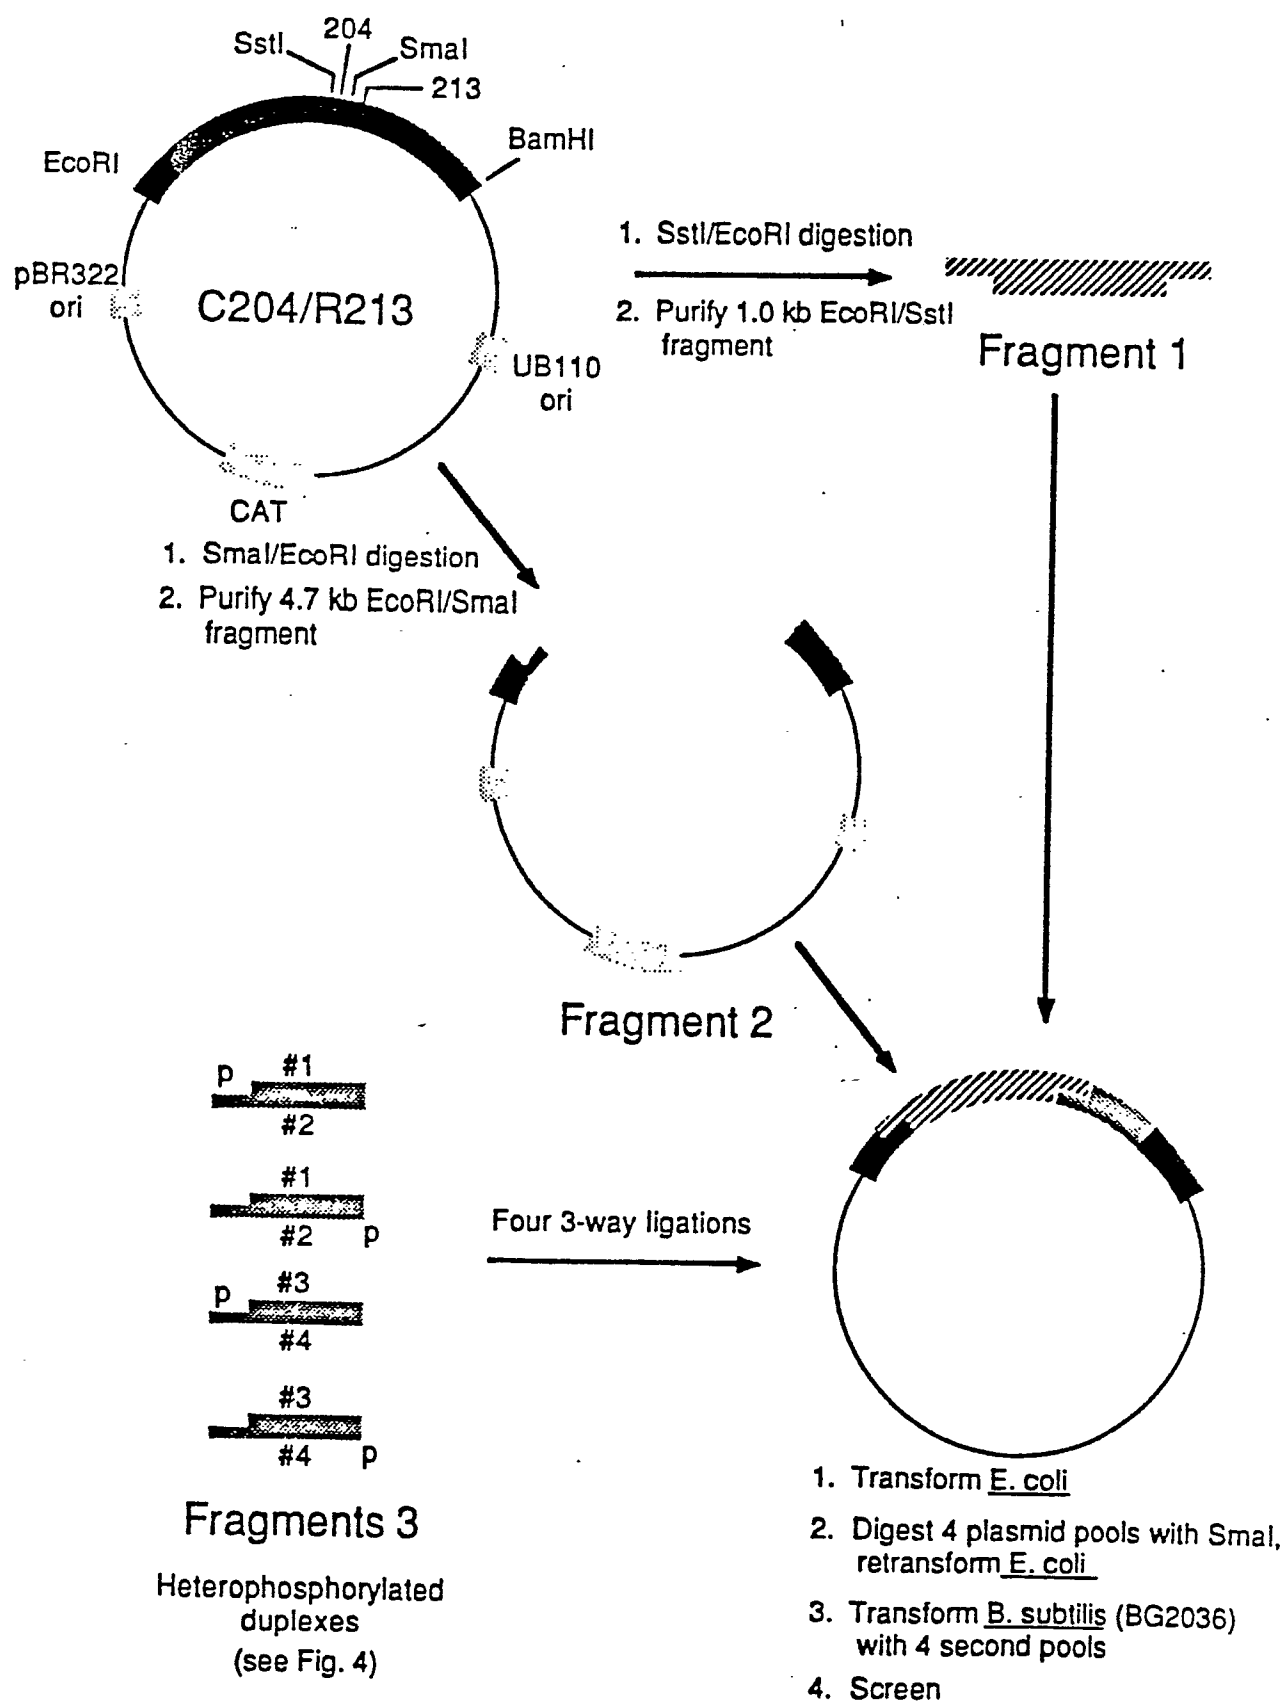 204
SstI
SmaI
213
EcoRI
BamHI
pBR322
ori
C204/R213
UB110
ori
CAT
1. SstI/EcoRI digestion
2. Purify 1.0 kb EcoRI/SstI
fragment
Fragment 1
1. SmaI/EcoRI digestion
2. Purify 4.7 kb EcoRI/SmaI
fragment
Fragment 2
p #1
#2
#1
#2 p
p #3
#4
#3
#4 p
Fragments 3
Heterophosphorylated
duplexes
(see Fig. 4)
Four 3-way ligations
1. Transform E. coli
2. Digest 4 plasmid pools with SmaI,
retransform E. coli
3. Transform B. subtilis (BG2036)
with 4 second pools
4. Screen